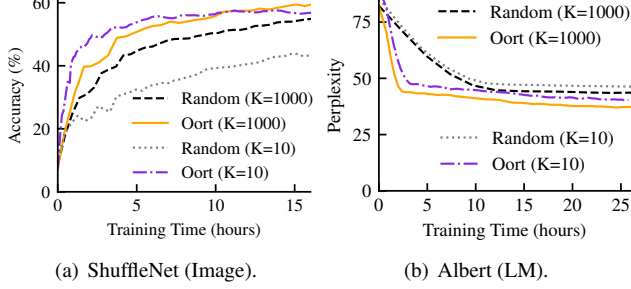 60
40
20
0
Accuracy (%)
Random (K=1000)
Oort (K=1000)
Random (K=10)
Oort (K=10)
0 5 10 15
Training Time (hours)
(a) ShuffleNet (Image).
75
50
25
0
Perplexity
Random (K=1000)
Oort (K=1000)
Random (K=10)
Oort (K=10)
0 5 10 15 20 25
Training Time (hours)
(b) Albert (LM).